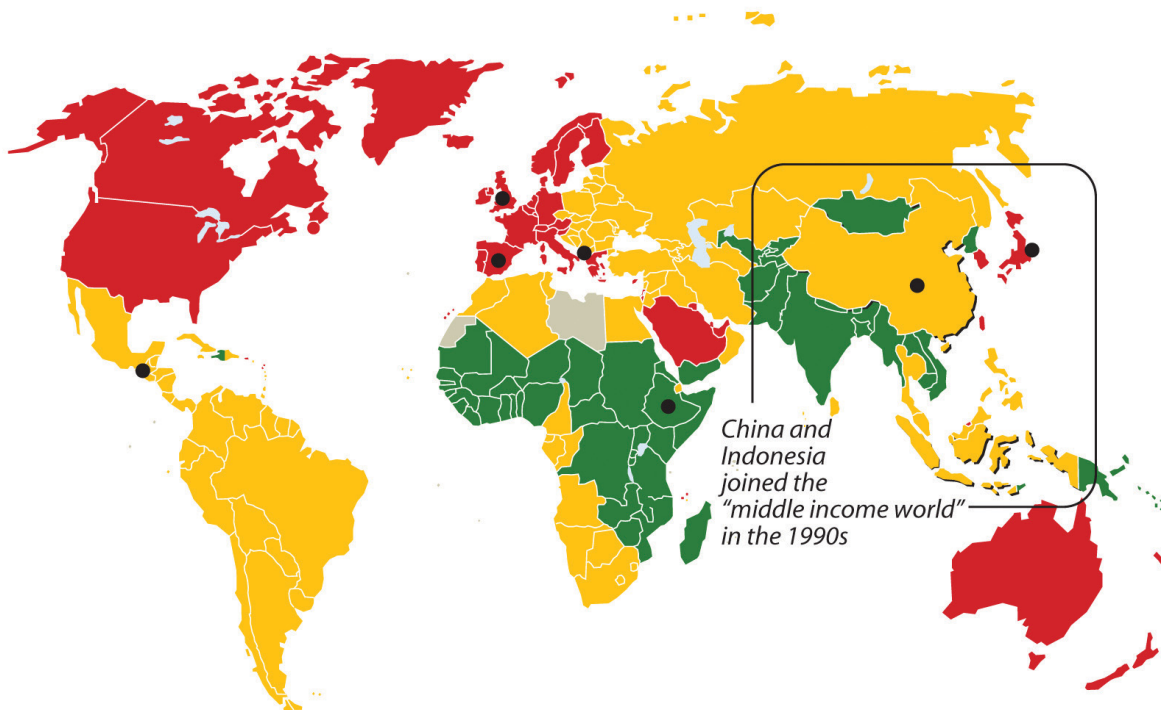 China and
Indonesia
joined the
“middle income world”
in the 1990s